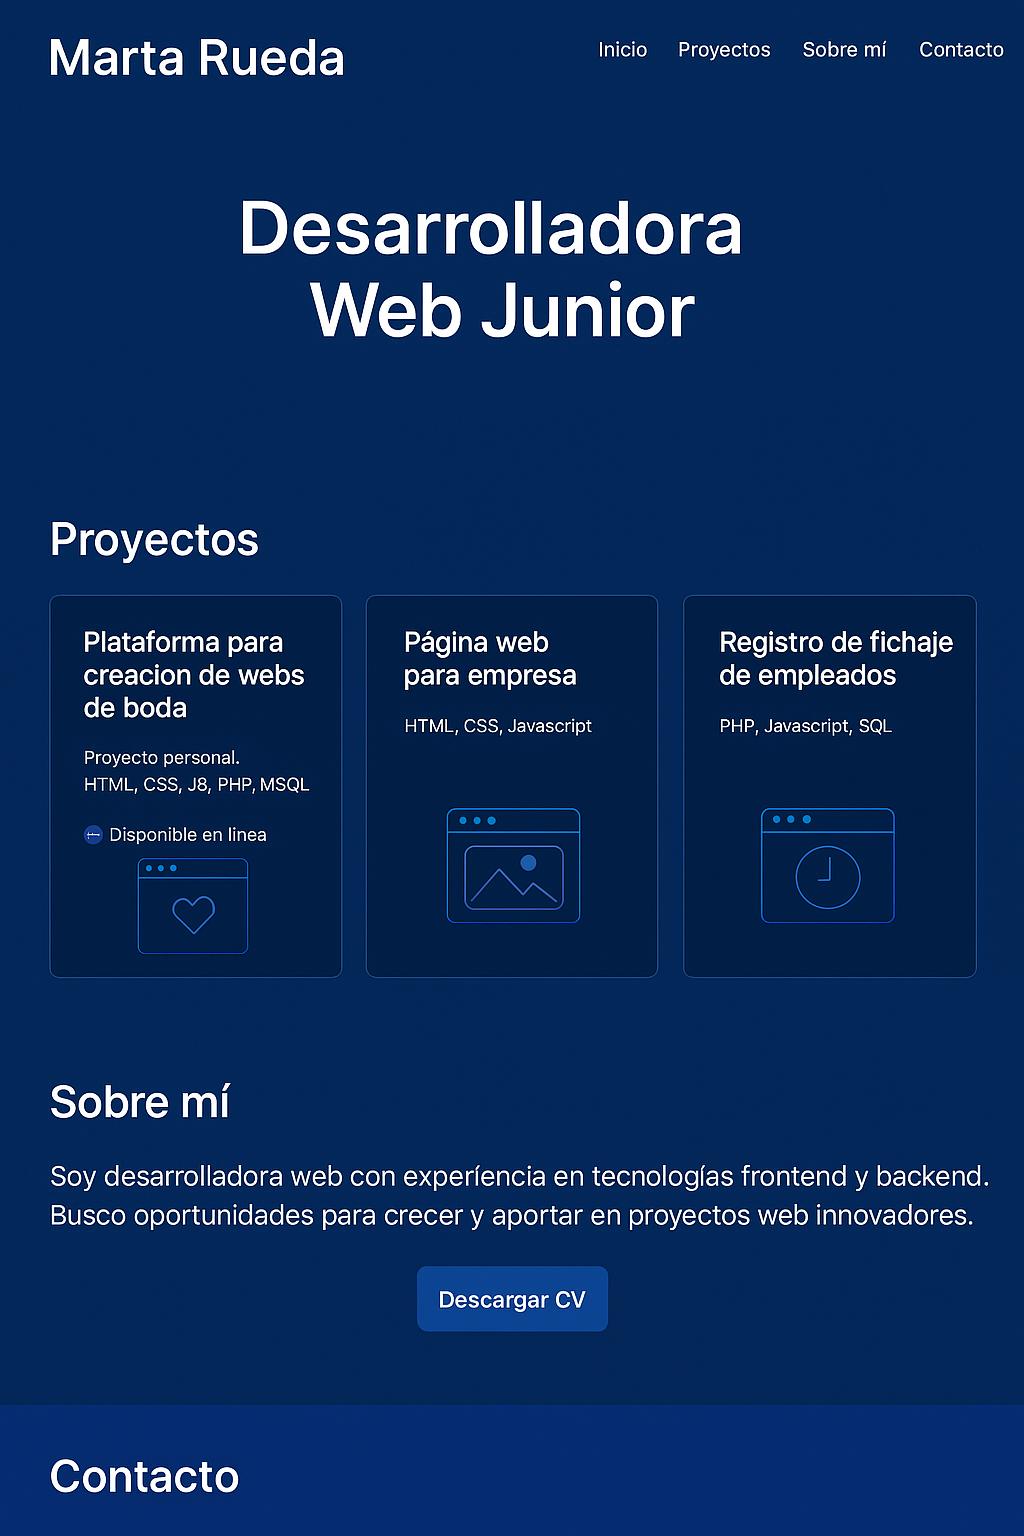 Marta Rueda
Inicio Proyectos Sobre mí Contacto
Desarrolladora
Web Junior
Proyectos
Plataforma para
creacion de webs
de boda
Proyecto personal.
HTML, CSS, J8, PHP, MSQL
Disponible en linea
Página web
para empresa
HTML, CSS, Javascript
Registro de fichaje
de empleados
PHP, Javascript, SQL
Sobre mí
Soy desarrolladora web con experíencia en tecnologías frontend y backend.
Busco oportunidades para crecer y aportar en proyectos web innovadores.
Descargar CV
Contacto